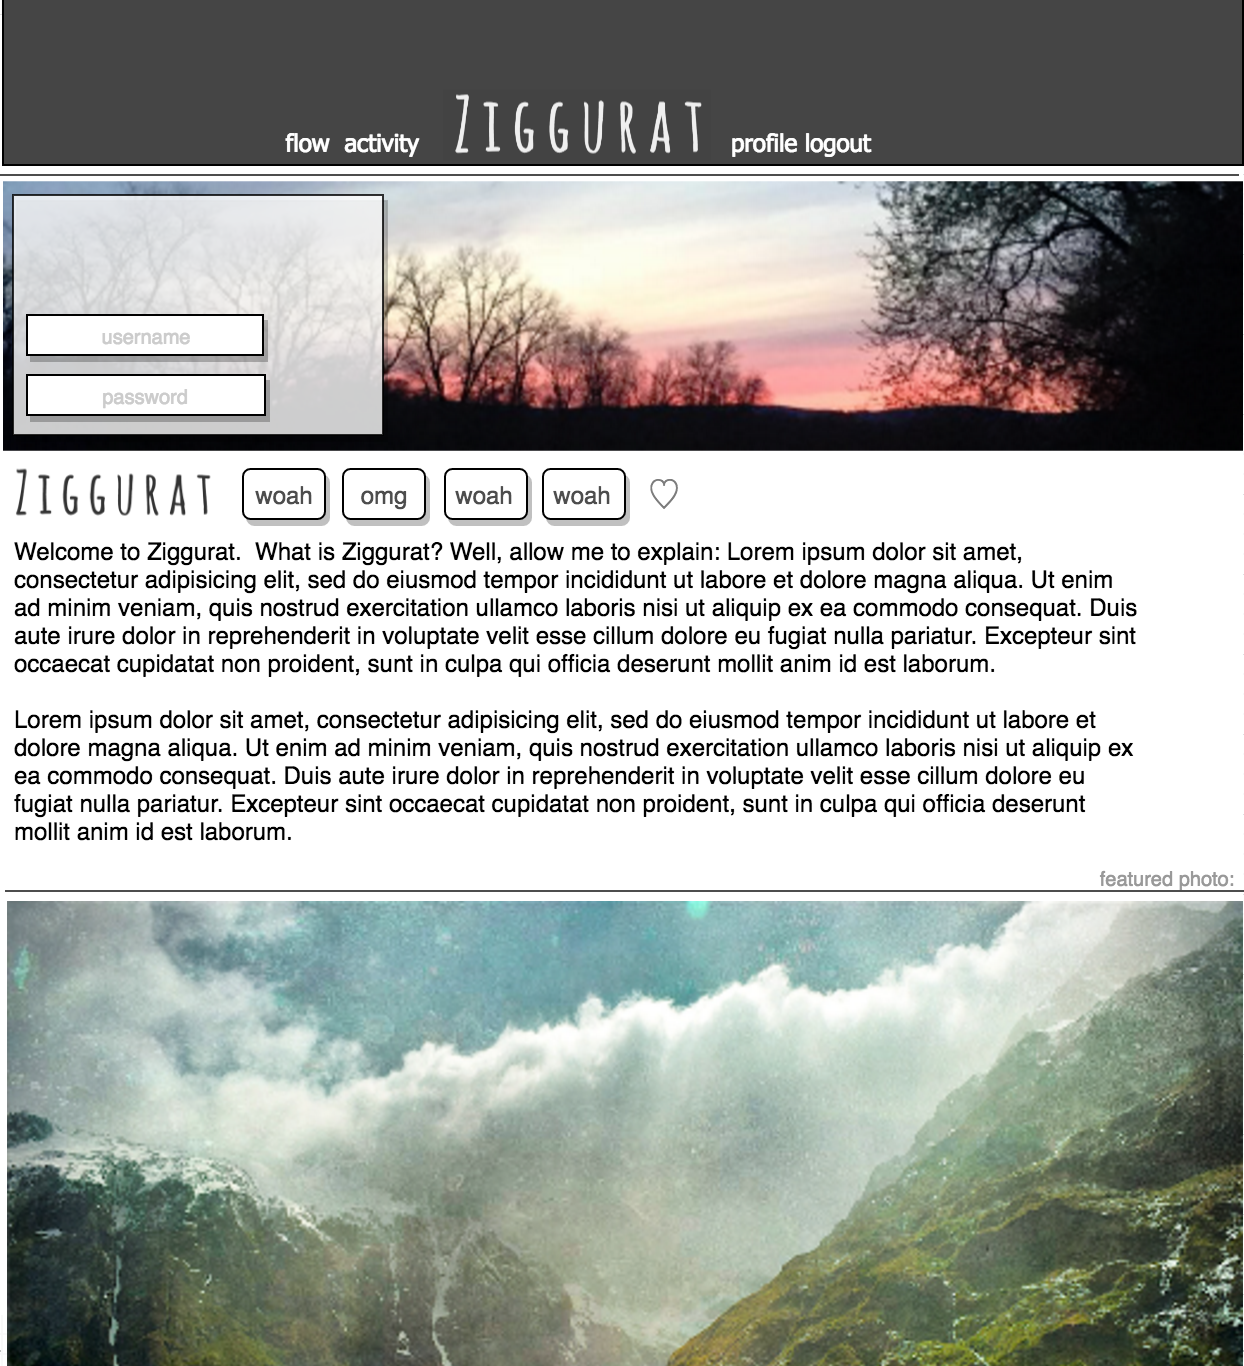 flow activity ZIGGURAT profile logout
username
password
ZIGGURAT woah omg woah woah
Welcome to Ziggurat.  What is Ziggurat? Well, allow me to explain: Lorem ipsum dolor sit amet,
consectetur adipisicing elit, sed do eiusmod tempor incididunt ut labore et dolore magna aliqua. Ut enim
ad minim veniam, quis nostrud exercitation ullamco laboris nisi ut aliquip ex ea commodo consequat. Duis
aute irure dolor in reprehenderit in voluptate velit esse cillum dolore eu fugiat nulla pariatur. Excepteur sint
occaecat cupidatat non proident, sunt in culpa qui officia deserunt mollit anim id est laborum.
Lorem ipsum dolor sit amet, consectetur adipisicing elit, sed do eiusmod tempor incididunt ut labore et
dolore magna aliqua. Ut enim ad minim veniam, quis nostrud exercitation ullamco laboris nisi ut aliquip ex
ea commodo consequat. Duis aute irure dolor in reprehenderit in voluptate velit esse cillum dolore eu
fugiat nulla pariatur. Excepteur sint occaecat cupidatat non proident, sunt in culpa qui officia deserunt
mollit anim id est laborum.
featured photo: